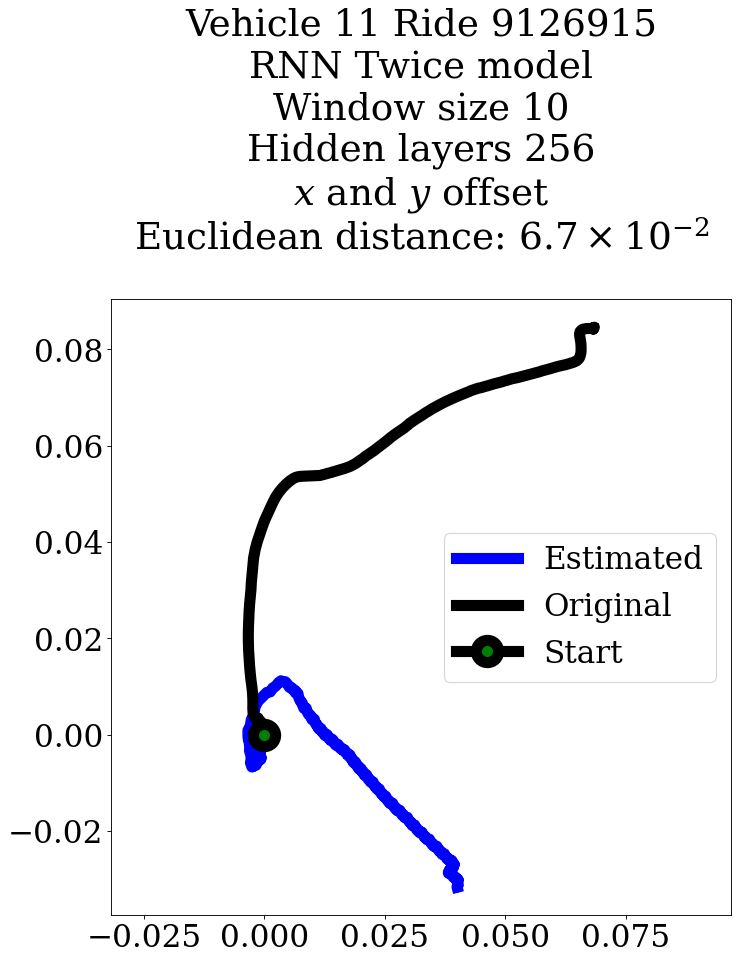 Vehicle 11 Ride 9126915
RNN Twice model
Window size 10
Hidden layers 256
x and y offset
Euclidean distance: 6.7 × 10⁻²
0.08
0.06
0.04
0.02
0.00
−0.02
Estimated
Original
Start
−0.025 0.000 0.025 0.050 0.075